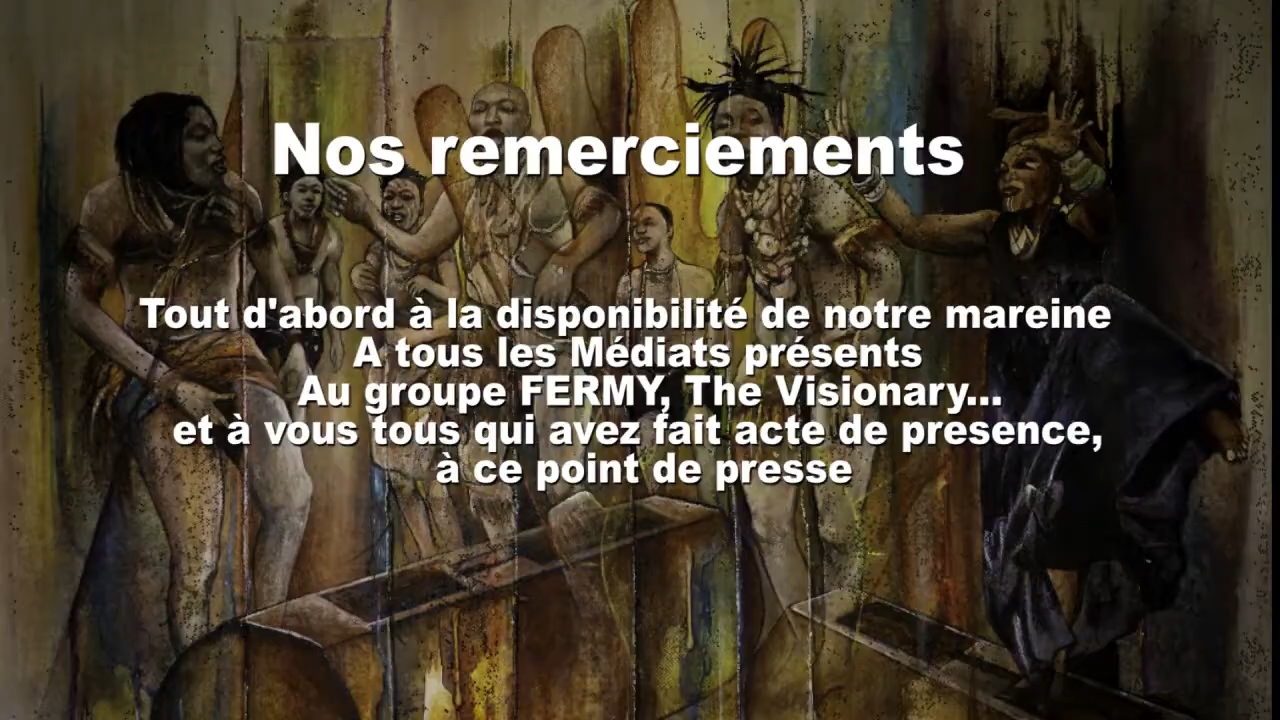 Nos remerciements
Tout d'abord à la disponibilité de notre mareine
A tous les Médiats présents
Au groupe FERMY, The Visionary...
et à vous tous qui avez fait acte de presence,
à ce point de presse